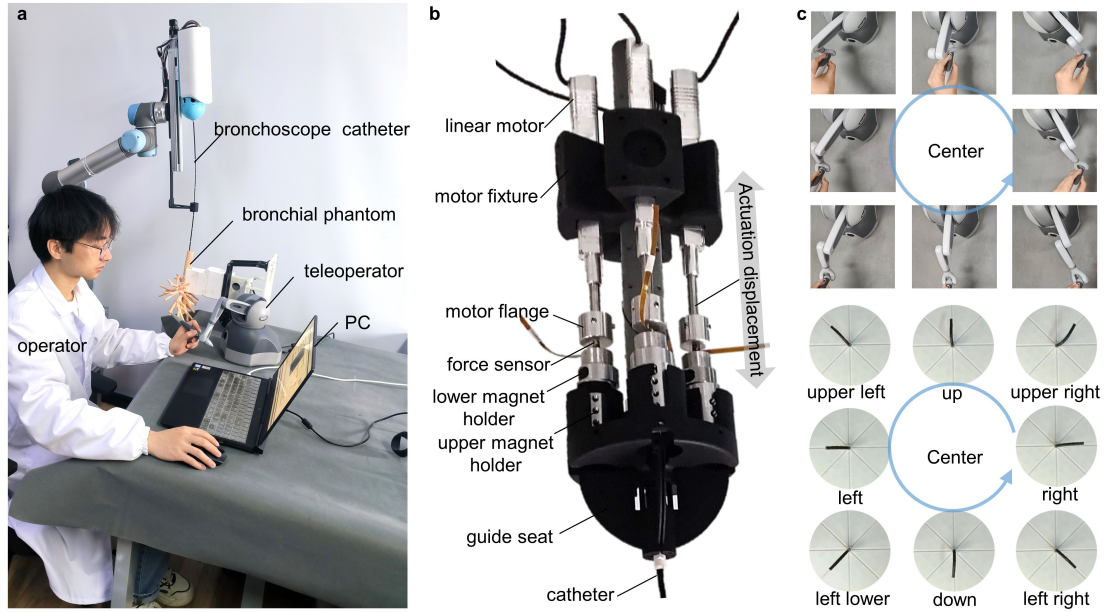 a
bronchoscope catheter
bronchial phantom
teleoperator
PC
operator
b
linear motor
motor fixture
Actuation displacement
motor flange
force sensor
lower magnet
holder
upper magnet
holder
guide seat
catheter
c
Center
upper left
up
upper right
Center
left
right
left lower
down
left right